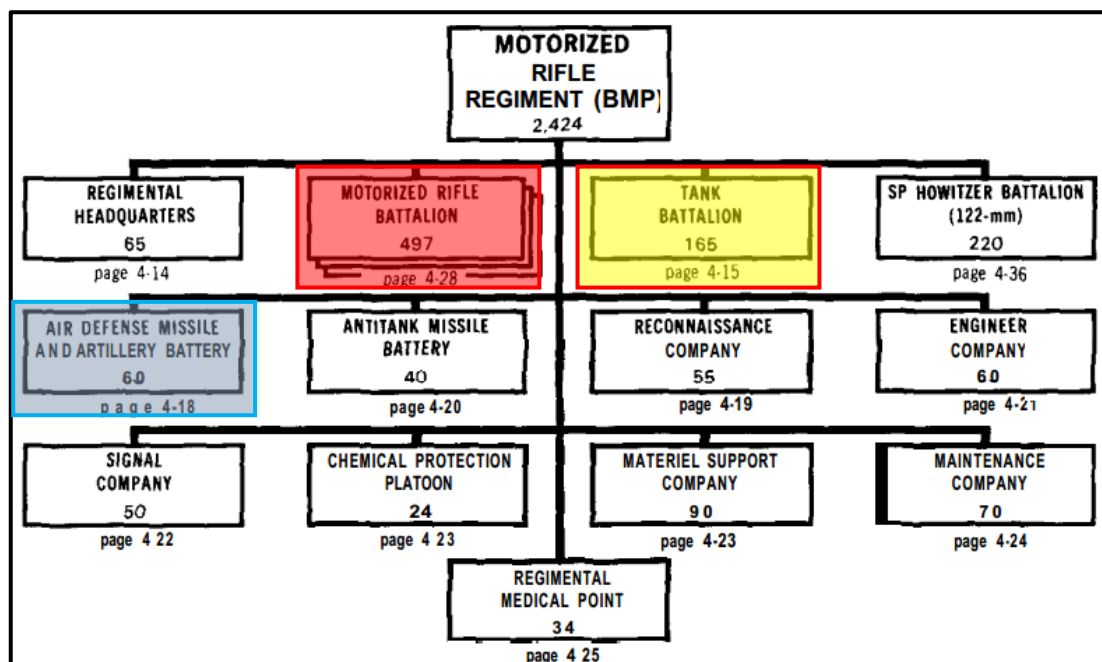 MOTORIZED
RIFLE
REGIMENT (BMP)
2,424
REGIMENTAL
HEADQUARTERS
65
page 4-14
MOTORIZED RIFLE
BATTALION
497
page 4-28
TANK
BATTALION
165
page 4-15
SP HOWITZER BATTALION
(122-mm)
220
page 4-36
AIR DEFENSE MISSILE
AND ARTILLERY BATTERY
60
page 4-18
ANTITANK MISSILE
BATTERY
40
page 4-20
RECONNAISSANCE
COMPANY
55
page 4-19
ENGINEER
COMPANY
60
page 4-21
SIGNAL
COMPANY
50
page 4 22
CHEMICAL PROTECTION
PLATOON
24
page 4 23
MATERIEL SUPPORT
COMPANY
90
page 4-23
MAINTENANCE
COMPANY
70
page 4-24
REGIMENTAL
MEDICAL POINT
34
page 4 25